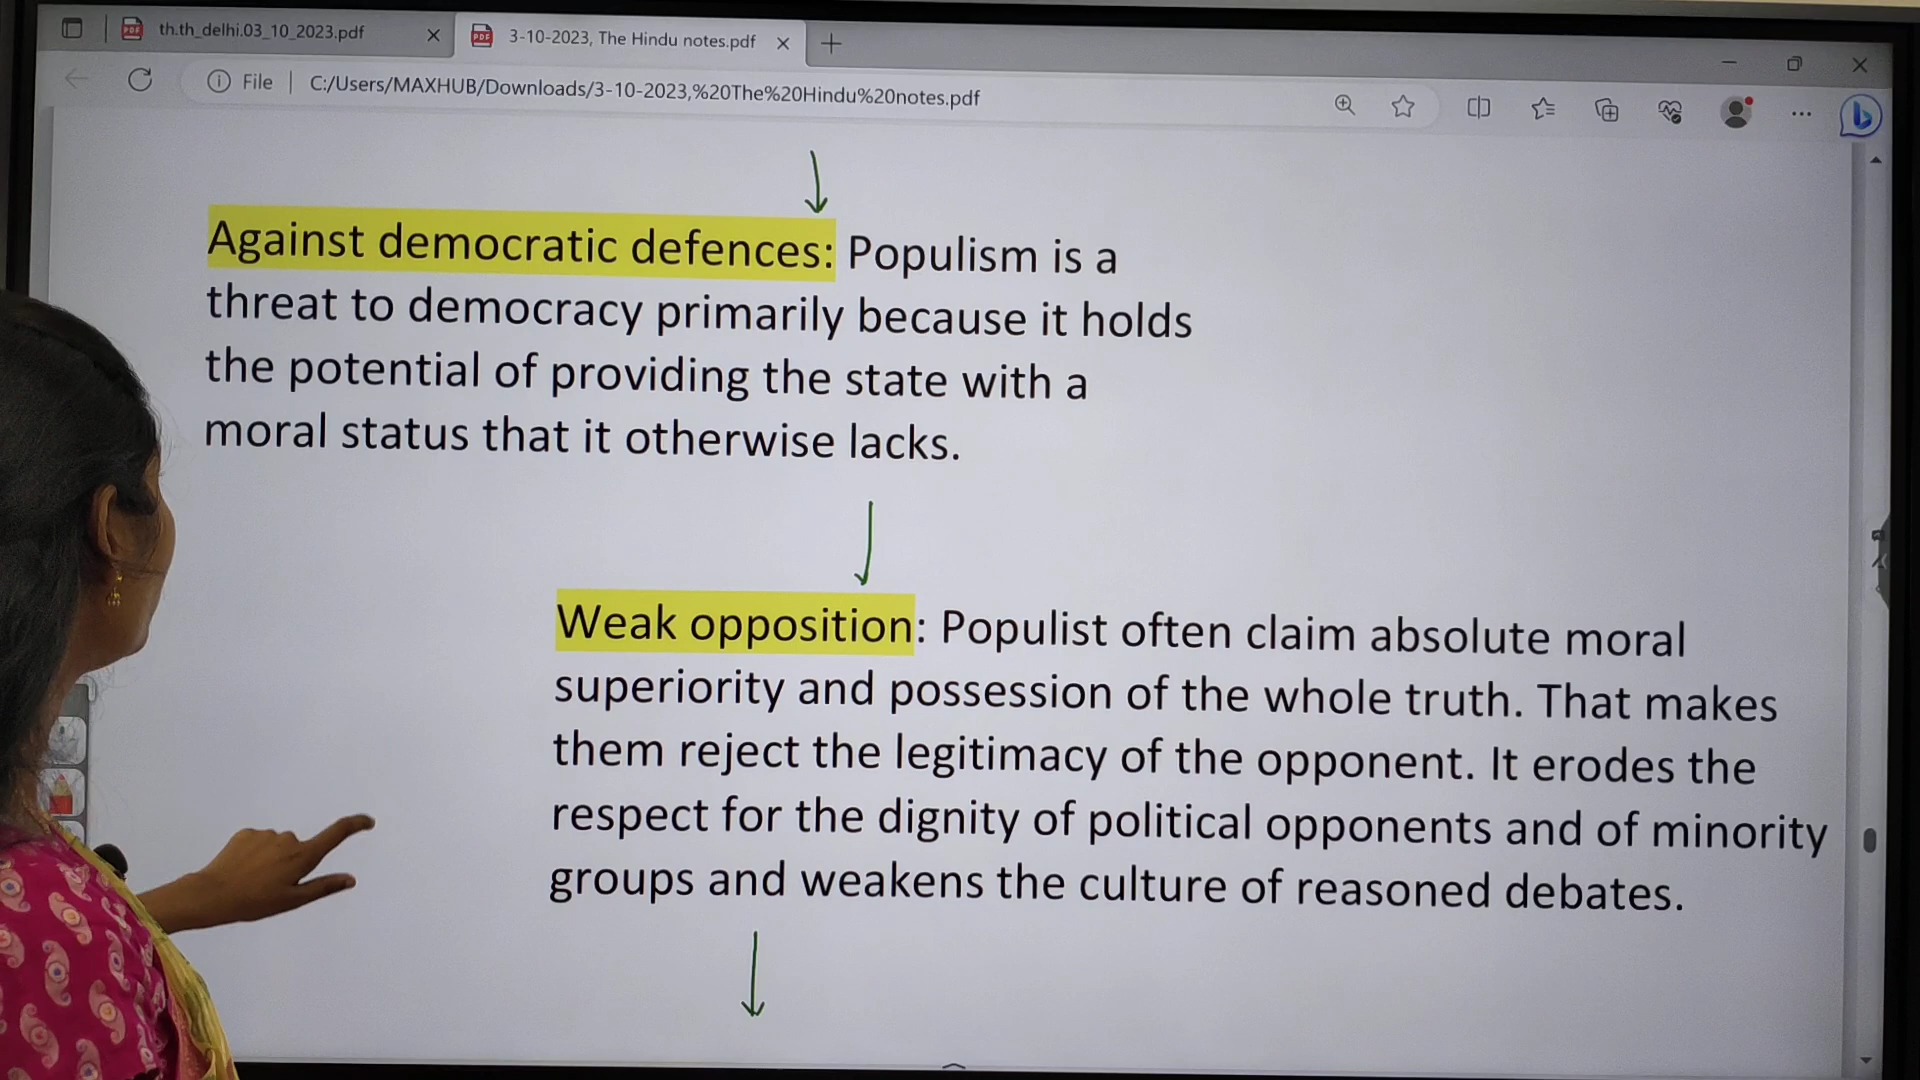 th.th_delhi.03_10_2023.pdf
3-10-2023, The Hindu notes.pdf
File
C:/Users/MAXHUB/Downloads/3-10-2023,%20The%20Hindu%20notes.pdf
Against democratic defences: Populism is a
threat to democracy primarily because it holds
the potential of providing the state with a
moral status that it otherwise lacks.
Weak opposition: Populist often claim absolute moral
superiority and possession of the whole truth. That makes
them reject the legitimacy of the opponent. It erodes the
respect for the dignity of political opponents and of minority
groups and weakens the culture of reasoned debates.